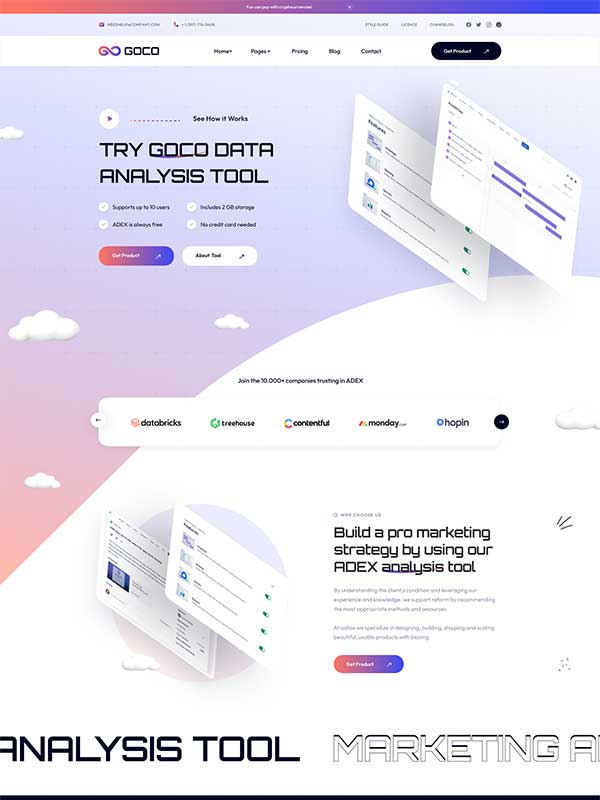 You can pay with cryptocurrencies!
NEEDHELP@COMPANY.COM
STYLE GUIDE
LICENCE
CHANGELOG
GOCO
Home+
Pages +
Pricing
Blog
Contact
Get Product
See How it Works
TRY GOCO DATA
ANALYSIS TOOL
Supports up to 10 users
Includes 2 GB storage
ADEX is always free
No credit card needed
Get Product
About Tool
Features
Join the 10.000+ companies trusting in ADEX
databricks
treehouse
contentful
monday.com
hopin
Features
WHY CHOOSE US
Build a pro marketing
strategy by using our
ADEX analysis tool
By understanding the client,s condition and leveraging our
experience and knowledge, we support reform by recommending
the most appropriate methods and resources.
At collax we specialize in designing, building, shipping and scaling
beautiful, usable products with blazing
Get Product
ANALYSIS TOOL
MARKETING